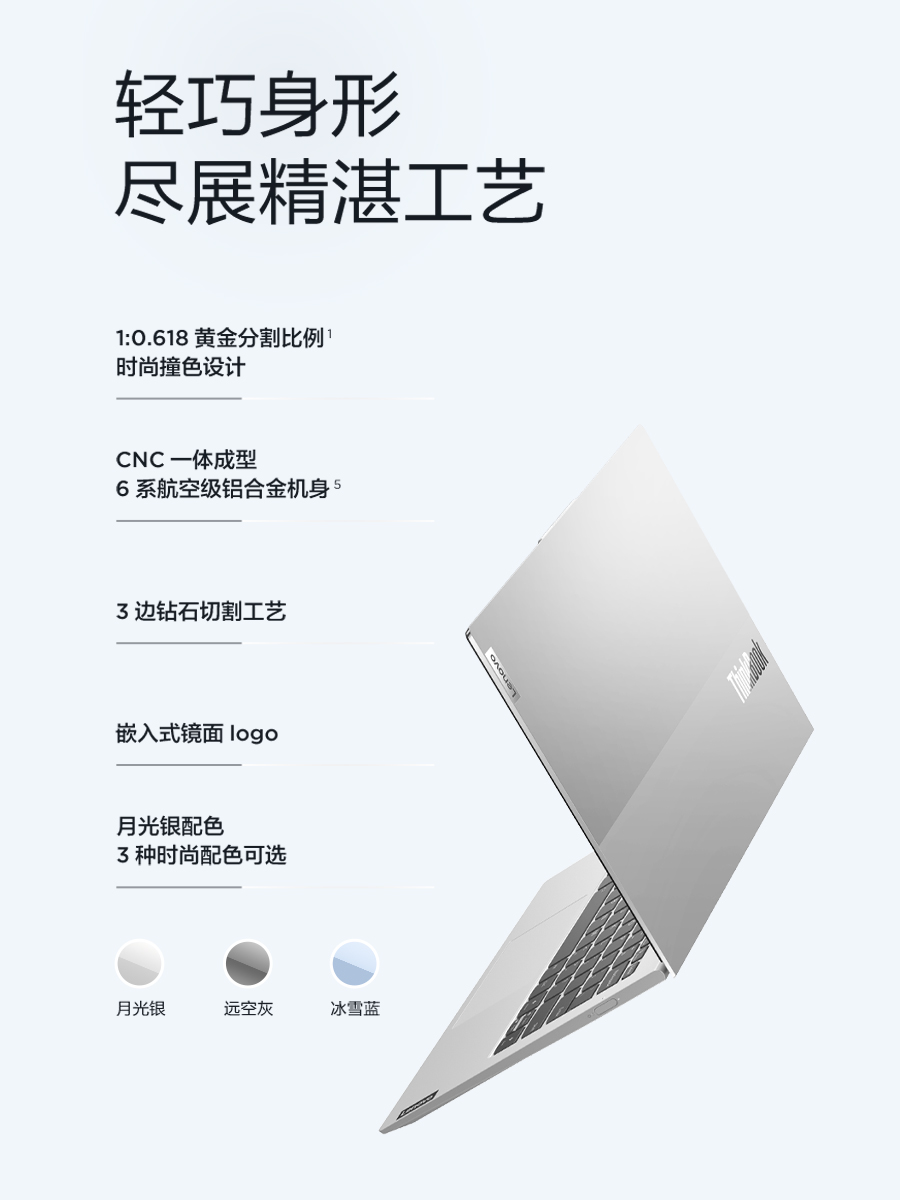 轻巧身形
尽展精湛工艺
1:0.618 黄金分割比例1
时尚撞色设计
CNC 一体成型
6 系航空级铝合金机身5
3 边钻石切割工艺
嵌入式镜面 logo
月光银配色
3 种时尚配色可选
月光银
远空灰
冰雪蓝
Lenovo
ThinkBook
Lenovo